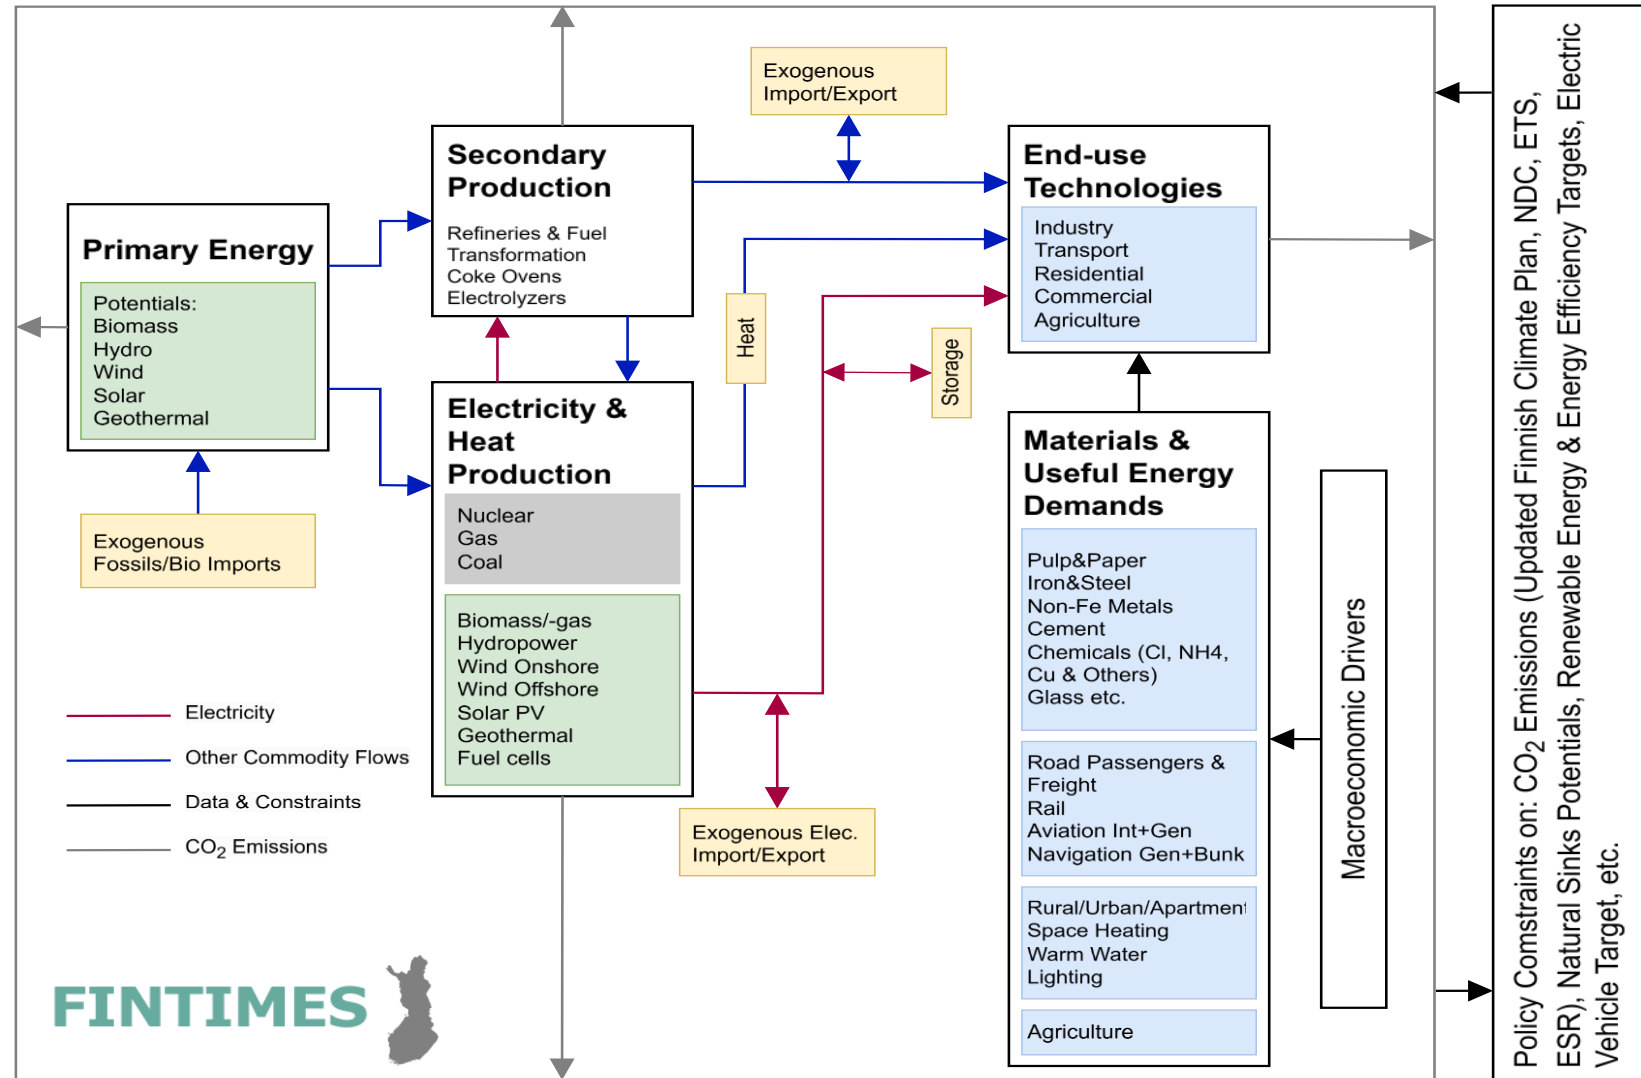 Exogenous
Import/Export
Secondary
Production
Refineries & Fuel
Transformation
Coke Ovens
Electrolyzers
End-use
Technologies
Industry
Transport
Residential
Commercial
Agriculture
Primary Energy
Potentials:
Biomass
Hydro
Wind
Solar
Geothermal
Exogenous
Fossils/Bio Imports
Heat
Storage
Electricity &
Heat
Production
Nuclear
Gas
Coal
Biomass/-gas
Hydropower
Wind Onshore
Wind Offshore
Solar PV
Geothermal
Fuel cells
Exogenous Elec.
Import/Export
Materials &
Useful Energy
Demands
Pulp&Paper
Iron&Steel
Non-Fe Metals
Cement
Chemicals (Cl, NH4,
Cu & Others)
Glass etc.
Road Passengers &
Freight
Rail
Aviation Int+Gen
Navigation Gen+Bunk
Rural/Urban/Apartment
Space Heating
Warm Water
Lighting
Agriculture
Macroeconomic Drivers
Policy Comstraints on: CO2 Emissions (Updated Finnish Climate Plan, NDC, ETS,
ESR), Natural Sinks Potentials, Renewable Energy & Energy Efficiency Targets, Electric
Vehicle Target, etc.
Electricity
Other Commodity Flows
Data & Constraints
CO2 Emissions
FINTIMES